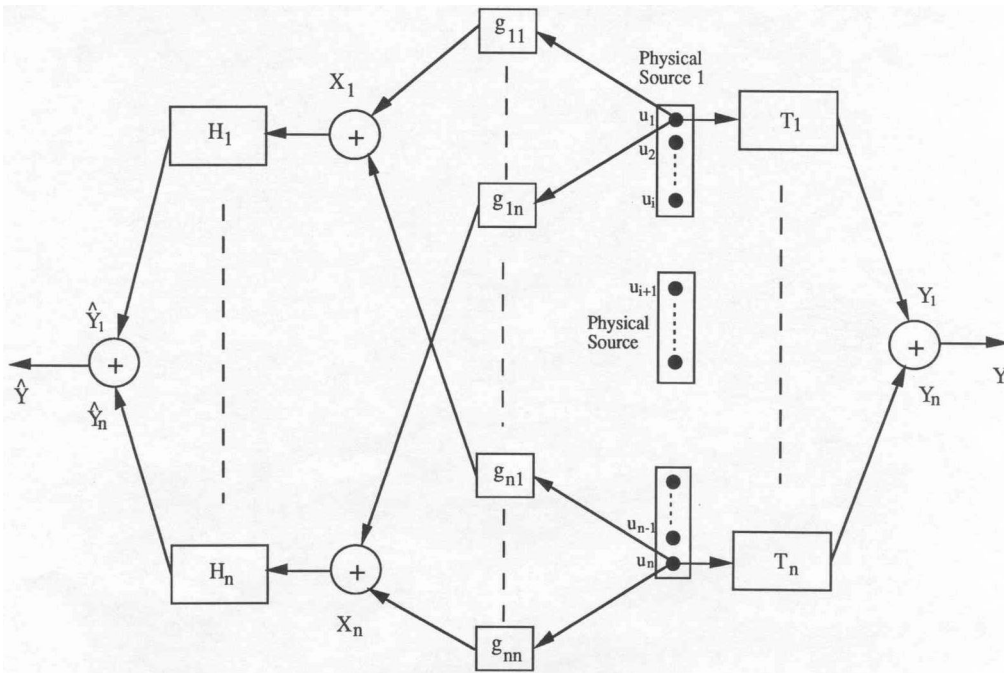 g₁₁
Physical
Source 1
X₁
u₁
T₁
H₁
+
u₂
g₁ₙ
uᵢ
uᵢ₊₁
Ŷ₁
Physical
Source
Y₁
+
+
Ŷ
Y
Ŷₙ
Yₙ
gₙ₁
uₙ₋₁
Hₙ
+
uₙ
Tₙ
Xₙ
gₙₙ